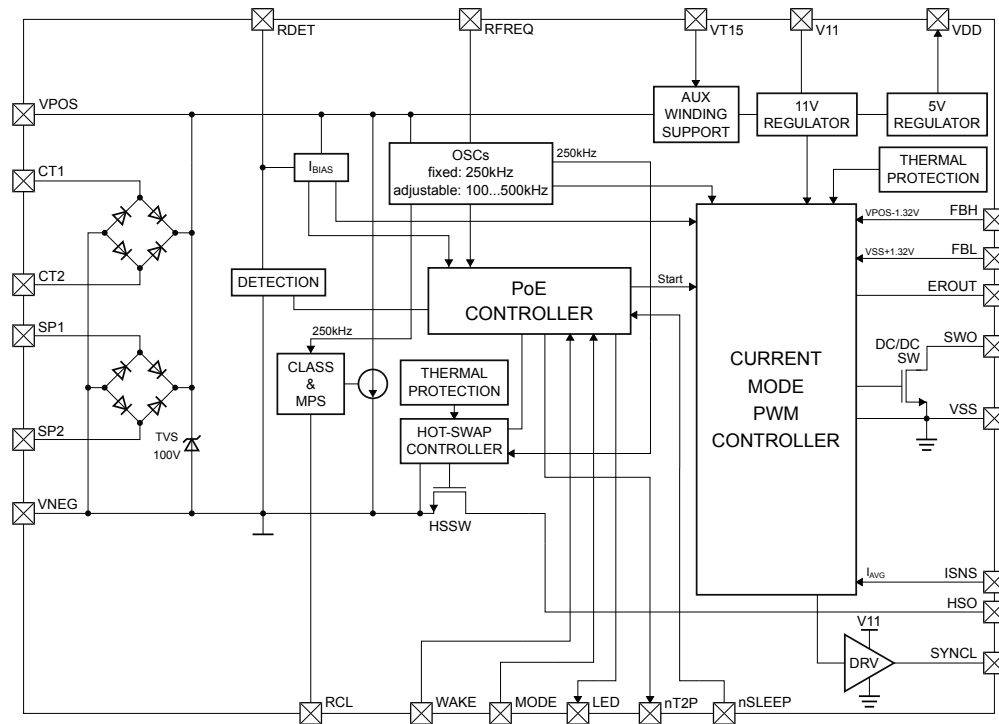 RDET
RFREQ
VT15
V11
VDD
VPOS
AUX
WINDING
SUPPORT
11V
REGULATOR
5V
REGULATOR
CT1
IBIAS
OSCs
fixed: 250kHz
adjustable: 100...500kHz
250kHz
THERMAL
PROTECTION
VPOS-1.32V
FBH
VSS+1.32V
FBL
CT2
DETECTION
PoE
CONTROLLER
Start
EROUT
SP1
250kHz
CLASS
&
MPS
THERMAL
PROTECTION
CURRENT
MODE
PWM
CONTROLLER
DC/DC
SW
SWO
VSS
SP2
TVS
100V
HOT-SWAP
CONTROLLER
VNEG
HSSW
IAVG
ISNS
HSO
V11
DRV
SYNCL
RCL
WAKE
MODE
LED
nT2P
nSLEEP